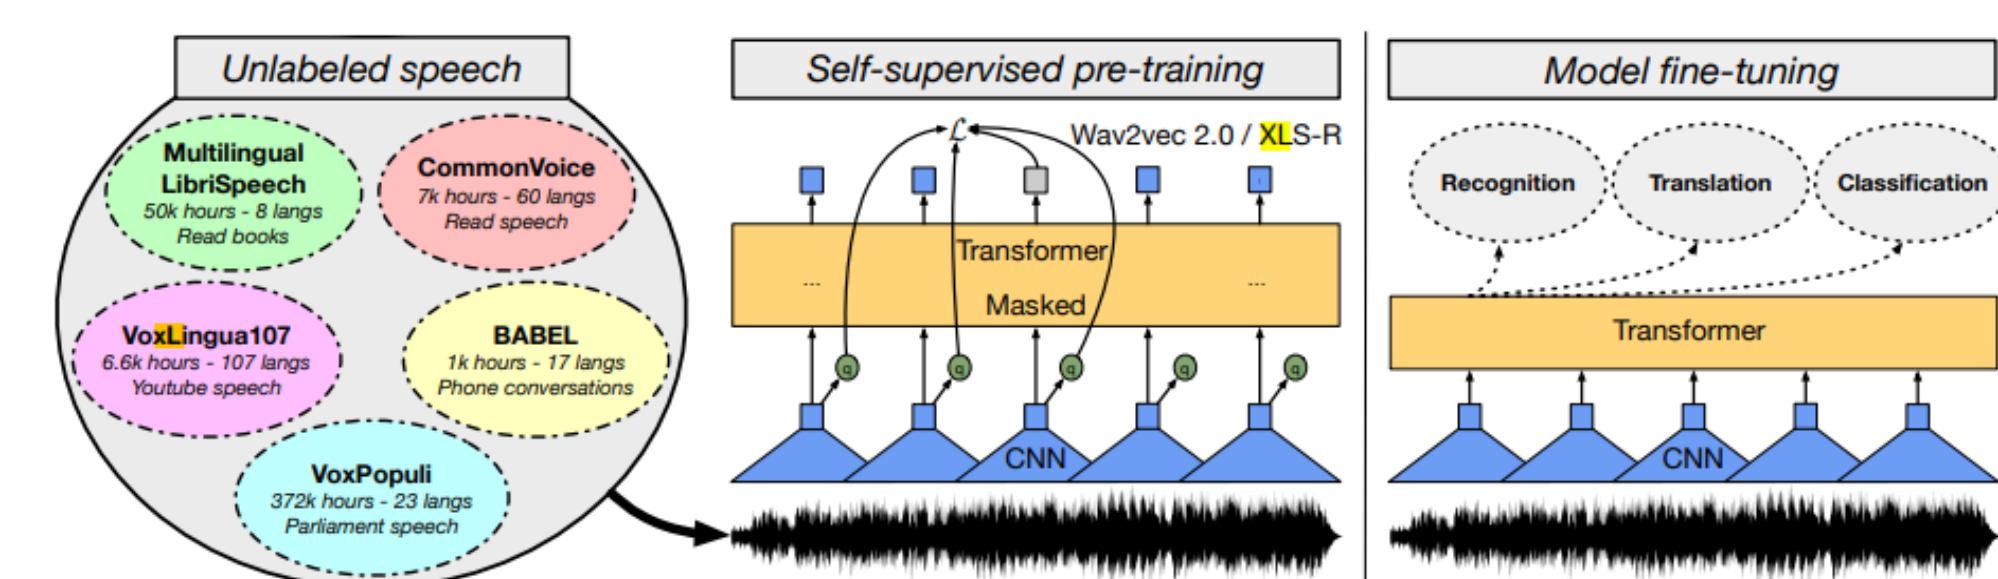 Unlabeled speech
Multilingual
LibriSpeech
50k hours - 8 langs
Read books
CommonVoice
7k hours - 60 langs
Read speech
VoxLingua107
6.6k hours - 107 langs
Youtube speech
BABEL
1k hours - 17 langs
Phone conversations
VoxPopuli
372k hours - 23 langs
Parliament speech
Self-supervised pre-training
ℒ
Wav2vec 2.0 / XLS-R
Transformer
... ...
Masked
q q q q q
CNN
Model fine-tuning
Recognition Translation Classification
Transformer
CNN